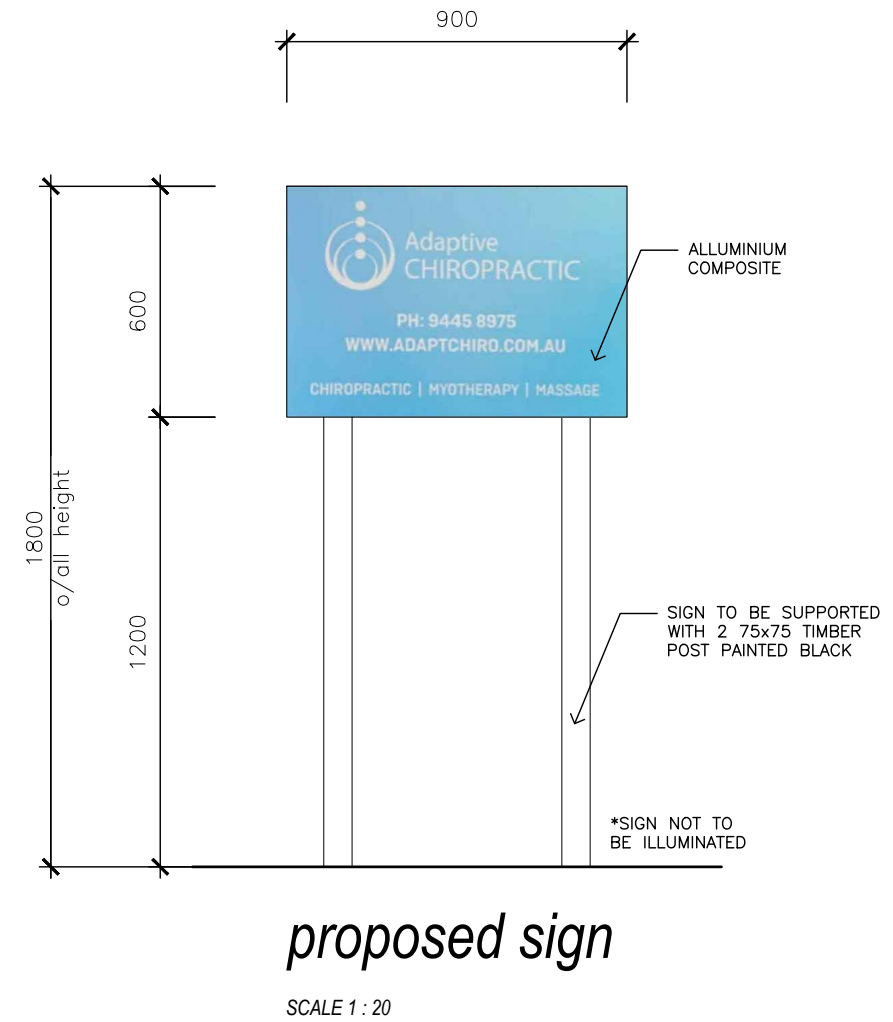 900
600
1800
o/all height
1200
Adaptive
CHIROPRACTIC
PH: 9445 8975
WWW.ADAPTCHIRO.COM.AU
CHIROPRACTIC | MYOTHERAPY | MASSAGE
ALLUMINIUM
COMPOSITE
SIGN TO BE SUPPORTED
WITH 2 75x75 TIMBER
POST PAINTED BLACK
*SIGN NOT TO
BE ILLUMINATED
proposed sign
SCALE 1 : 20